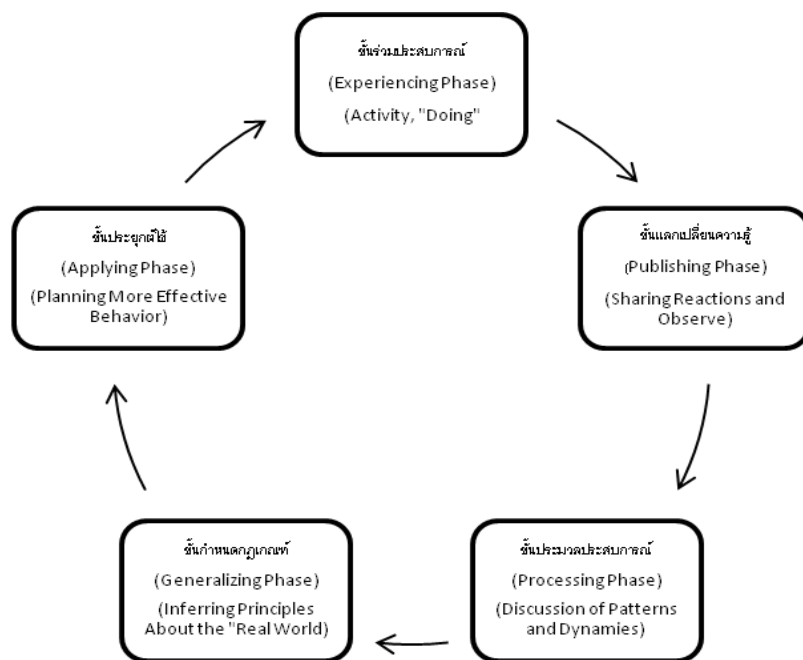 ขั้นร่วมประสบการณ์
(Experiencing Phase)
(Activity, "Doing"
ขั้นแลกเปลี่ยนความรู้
(Publishing Phase)
(Sharing Reactions and
Observe)
ขั้นประมวลประสบการณ์
(Processing Phase)
(Discussion of Patterns
and Dynamies)
ขั้นกำหนดกฎเกณฑ์
(Generalizing Phase)
(Inferring Principles
About the "Real World)
ขั้นประยุกต์ใช้
(Applying Phase)
(Planning More Effective
Behavior)